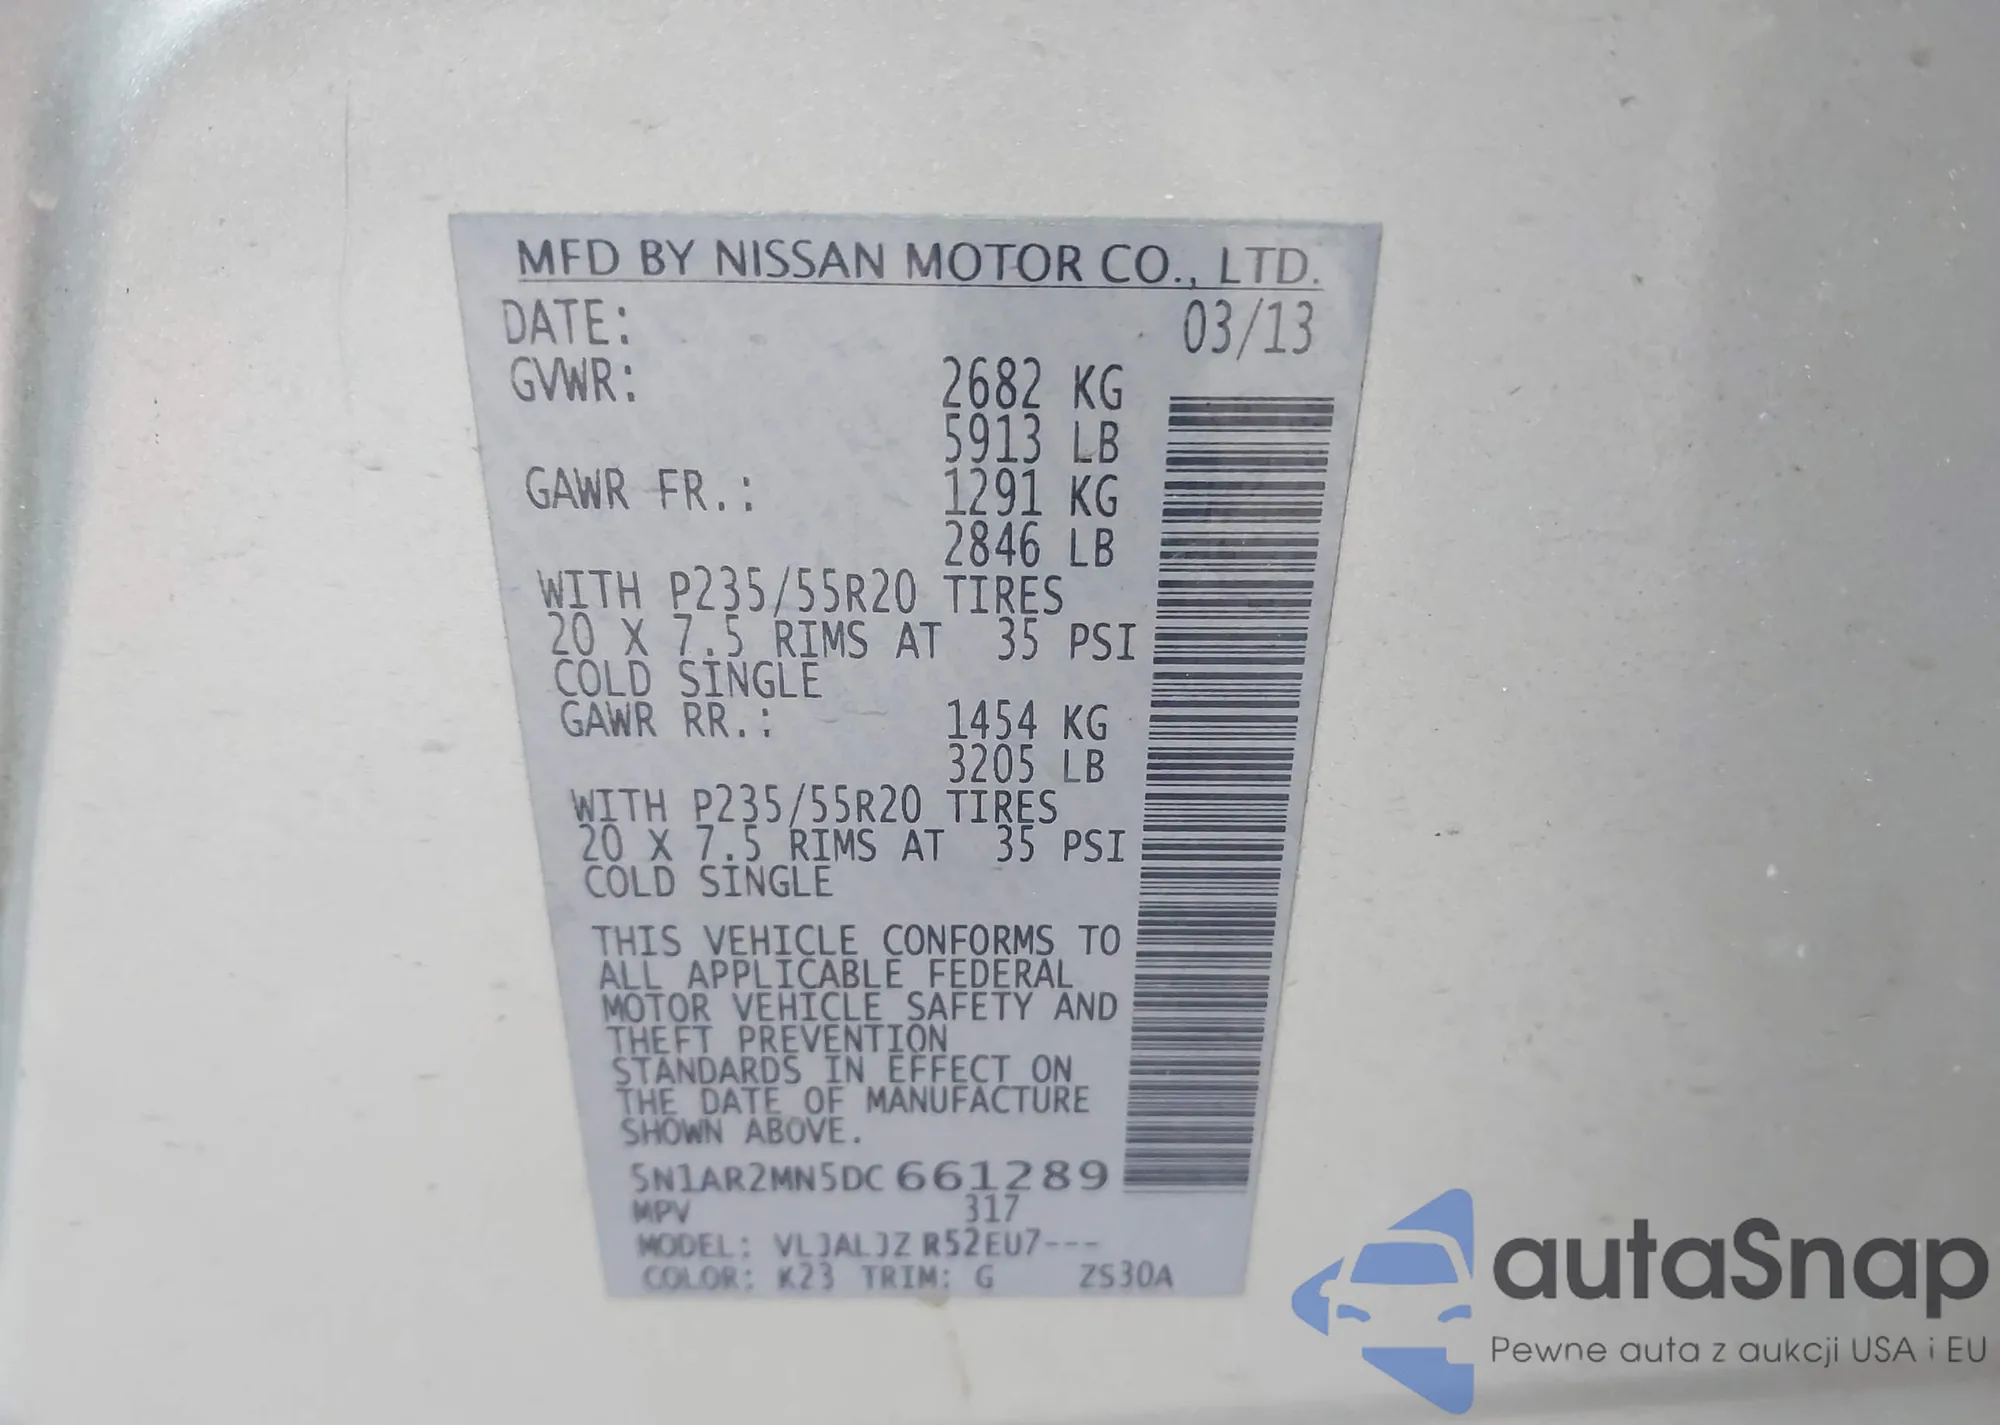 MFD BY NISSAN MOTOR CO., LTD.
DATE: 03/13
GVWR: 2682 KG
5913 LB
GAWR FR.: 1291 KG
2846 LB
WITH P235/55R20 TIRES
20 X 7.5 RIMS AT 35 PSI
COLD SINGLE
GAWR RR.: 1454 KG
3205 LB
WITH P235/55R20 TIRES
20 X 7.5 RIMS AT 35 PSI
COLD SINGLE
THIS VEHICLE CONFORMS TO
ALL APPLICABLE FEDERAL
MOTOR VEHICLE SAFETY AND
THEFT PREVENTION
STANDARDS IN EFFECT ON
THE DATE OF MANUFACTURE
SHOWN ABOVE.
5N1AR2MN5DC661289
MPV 317
MODEL: VLJALJZ R52EU7---
COLOR: K23 TRIM: G ZS30A
autaSnap
Pewne auta z aukcji USA i EU